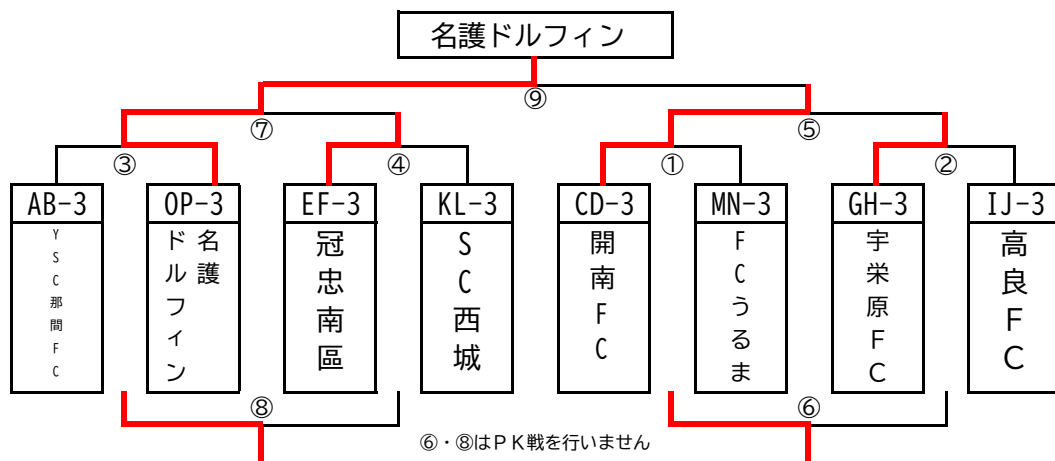 名護ドルフィン
⑨
⑦
⑤
③
④
①
②
AB-3
OP-3
EF-3
KL-3
CD-3
MN-3
GH-3
IJ-3
YSC那間FC
名護
ドルフィン
冠忠南區
SC西城
開南FC
FCうるま
宇栄原FC
高良FC
⑧
⑥
⑥・⑧はPK戦を行いません